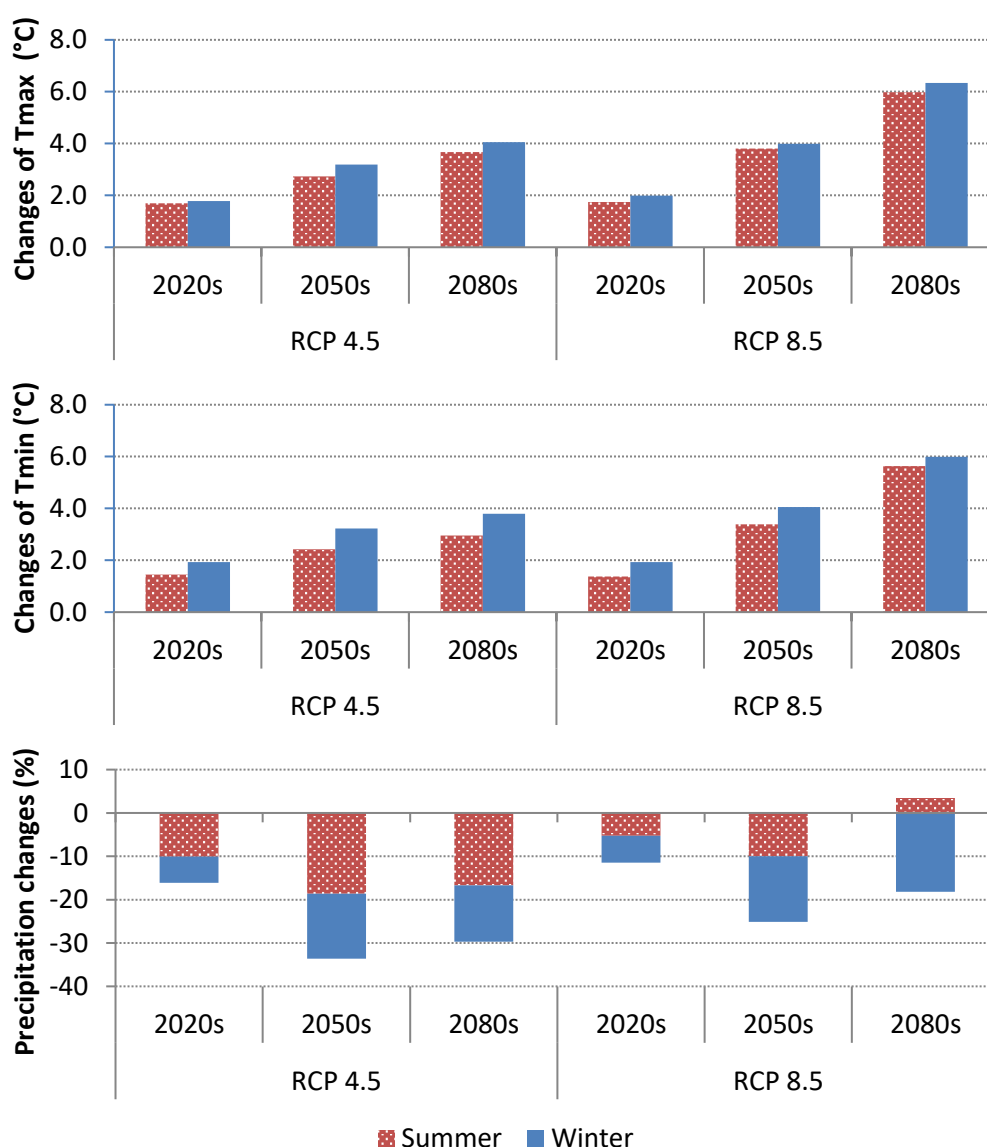 Changes of Tmax (°C)
8.0
6.0
4.0
2.0
0.0
2020s 2050s 2080s 2020s 2050s 2080s
RCP 4.5 RCP 8.5
Changes of Tmin (°C)
8.0
6.0
4.0
2.0
0.0
2020s 2050s 2080s 2020s 2050s 2080s
RCP 4.5 RCP 8.5
Precipitation changes (%)
10
0
-10
-20
-30
-40
2020s 2050s 2080s 2020s 2050s 2080s
RCP 4.5 RCP 8.5
Summer Winter